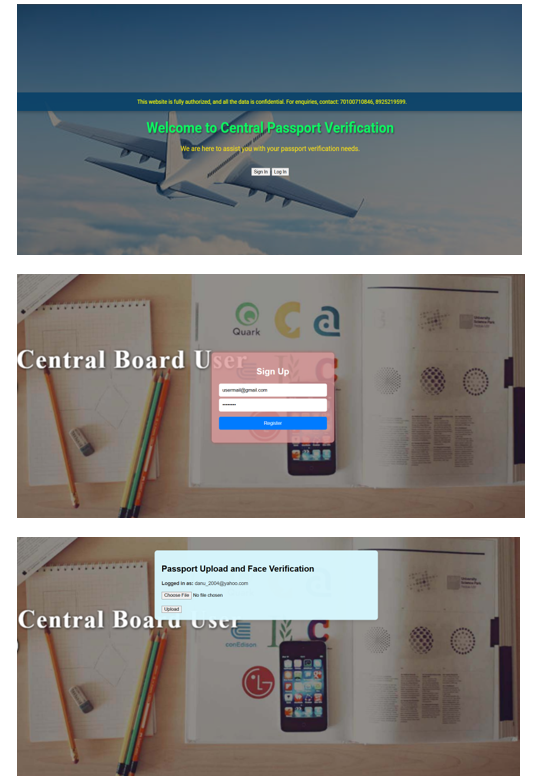 This website is fully authorized, and all the data is confidential. For enquiries, contact: 70100710846, 8925219599.
Welcome to Central Passport Verification
We are here to assist you with your passport verification needs.
Sign In Log In
Quark
Central Board User
Sign Up
usermail@gmail.com
••••••••
Register
Passport Upload and Face Verification
Logged in as: danu_2004@yahoo.com
Choose File No file chosen
Upload
Central Board User
LG